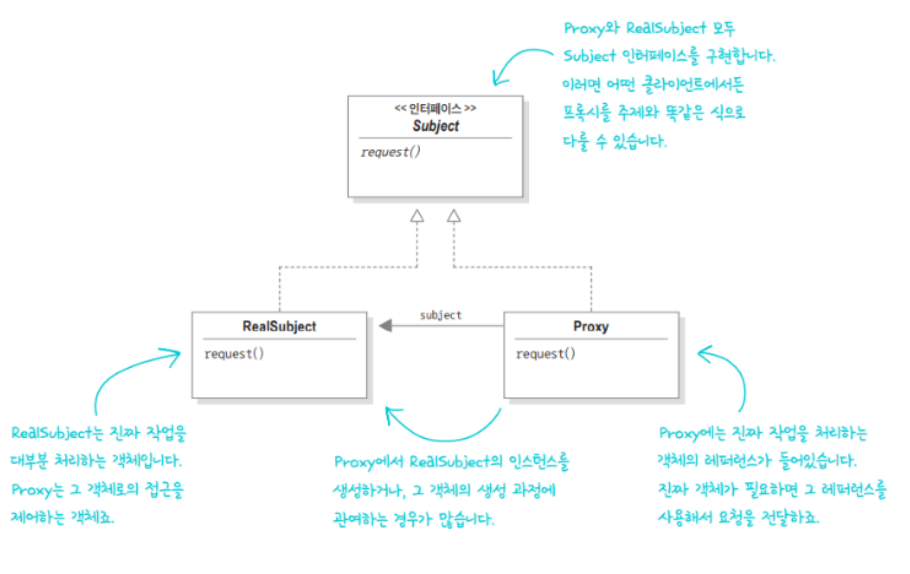 Proxy와 RealSubject 모두
Subject 인터페이스를 구현합니다.
이러면 어떤 클라이언트에서든
프록시를 주제와 똑같은 식으로
다룰 수 있습니다.
<< 인터페이스 >>
Subject
request()
subject
RealSubject
request()
Proxy
request()
RealSubject는 진짜 작업을
대부분 처리하는 객체입니다.
Proxy는 그 객체로의 접근을
제어하는 객체죠.
Proxy에서 RealSubject의 인스턴스를
생성하거나, 그 객체의 생성 과정에
관여하는 경우가 많습니다.
Proxy에는 진짜 작업을 처리하는
객체의 레퍼런스가 들어있습니다.
진짜 객체가 필요하면 그 레퍼런스를
사용해서 요청을 전달하죠.